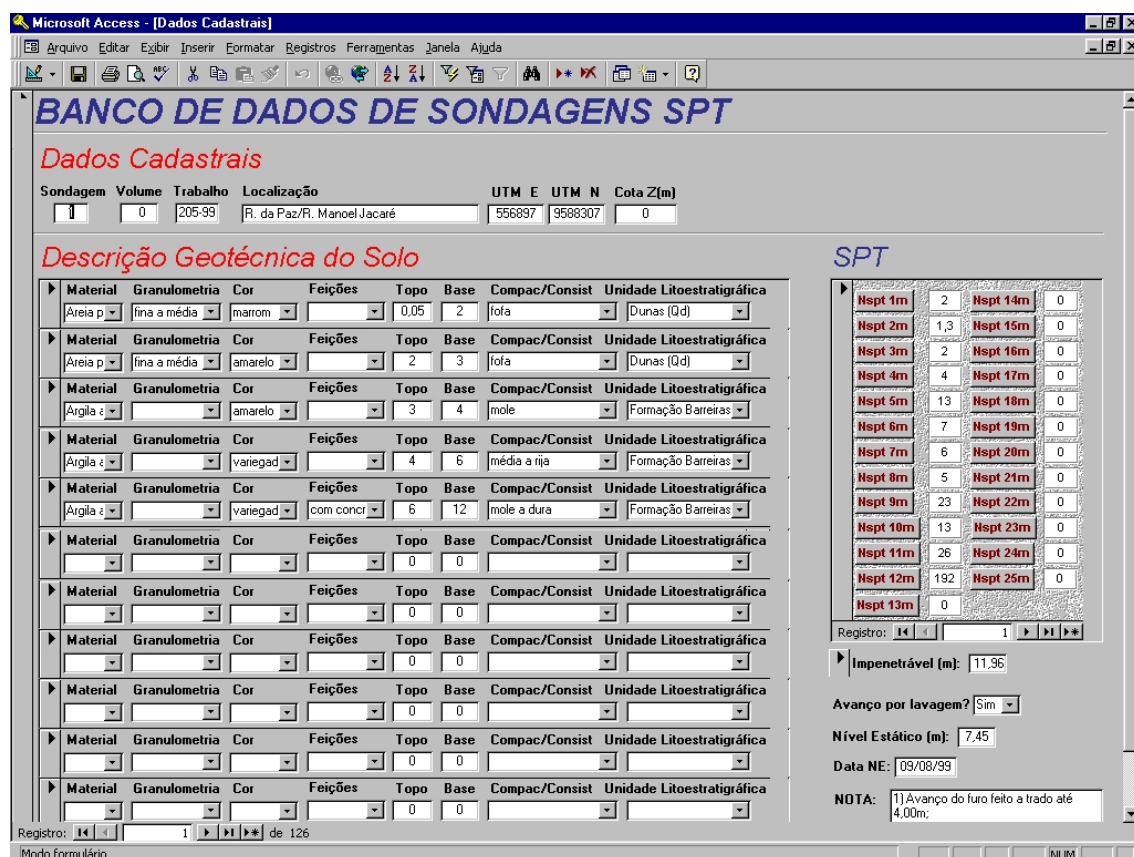 Microsoft Access - [Dados Cadastrais]
Arquivo Editar Exibir Inserir Formatar Registros Ferramentas Janela Ajuda
BANCO DE DADOS DE SONDAGENS SPT
Dados Cadastrais
Sondagem Volume Trabalho Localização UTM E UTM N Cota Z(m)
1 0 205-99 R. da Paz/R. Manoel Jacaré 556897 9588307 0
Descrição Geotécnica do Solo
Material Granulometria Cor Feições Topo Base Compac/Consist Unidade Litoestratigráfica
Areia p fina a média marrom 0,05 2 fofa Dunas (Qd)
Material Granulometria Cor Feições Topo Base Compac/Consist Unidade Litoestratigráfica
Areia p fina a média amarelo 2 3 fofa Dunas (Qd)
Material Granulometria Cor Feições Topo Base Compac/Consist Unidade Litoestratigráfica
Argila amarelo 3 4 mole Formação Barreiras
Material Granulometria Cor Feições Topo Base Compac/Consist Unidade Litoestratigráfica
Argila variegad 4 6 média a rija Formação Barreiras
Material Granulometria Cor Feições Topo Base Compac/Consist Unidade Litoestratigráfica
Argila variegad com concr 6 12 mole a dura Formação Barreiras
Material Granulometria Cor Feições Topo Base Compac/Consist Unidade Litoestratigráfica
0 0
Material Granulometria Cor Feições Topo Base Compac/Consist Unidade Litoestratigráfica
0 0
Material Granulometria Cor Feições Topo Base Compac/Consist Unidade Litoestratigráfica
0 0
Material Granulometria Cor Feições Topo Base Compac/Consist Unidade Litoestratigráfica
0 0
Material Granulometria Cor Feições Topo Base Compac/Consist Unidade Litoestratigráfica
0 0
Material Granulometria Cor Feições Topo Base Compac/Consist Unidade Litoestratigráfica
0 0
SPT
Nspt 1m 2 Nspt 14m 0
Nspt 2m 1,3 Nspt 15m 0
Nspt 3m 2 Nspt 16m 0
Nspt 4m 4 Nspt 17m 0
Nspt 5m 13 Nspt 18m 0
Nspt 6m 7 Nspt 19m 0
Nspt 7m 6 Nspt 20m 0
Nspt 8m 5 Nspt 21m 0
Nspt 9m 23 Nspt 22m 0
Nspt 10m 13 Nspt 23m 0
Nspt 11m 26 Nspt 24m 0
Nspt 12m 192 Nspt 25m 0
Nspt 13m 0
Registro: 1
Impenetrável (m): 11,96
Avanço por lavagem? Sim
Nível Estático (m): 7,45
Data NE: 09/08/99
NOTA: 1) Avanço do furo feito a trado até
4,00m;
Registro: 1 de 126
Modo formulário NUM